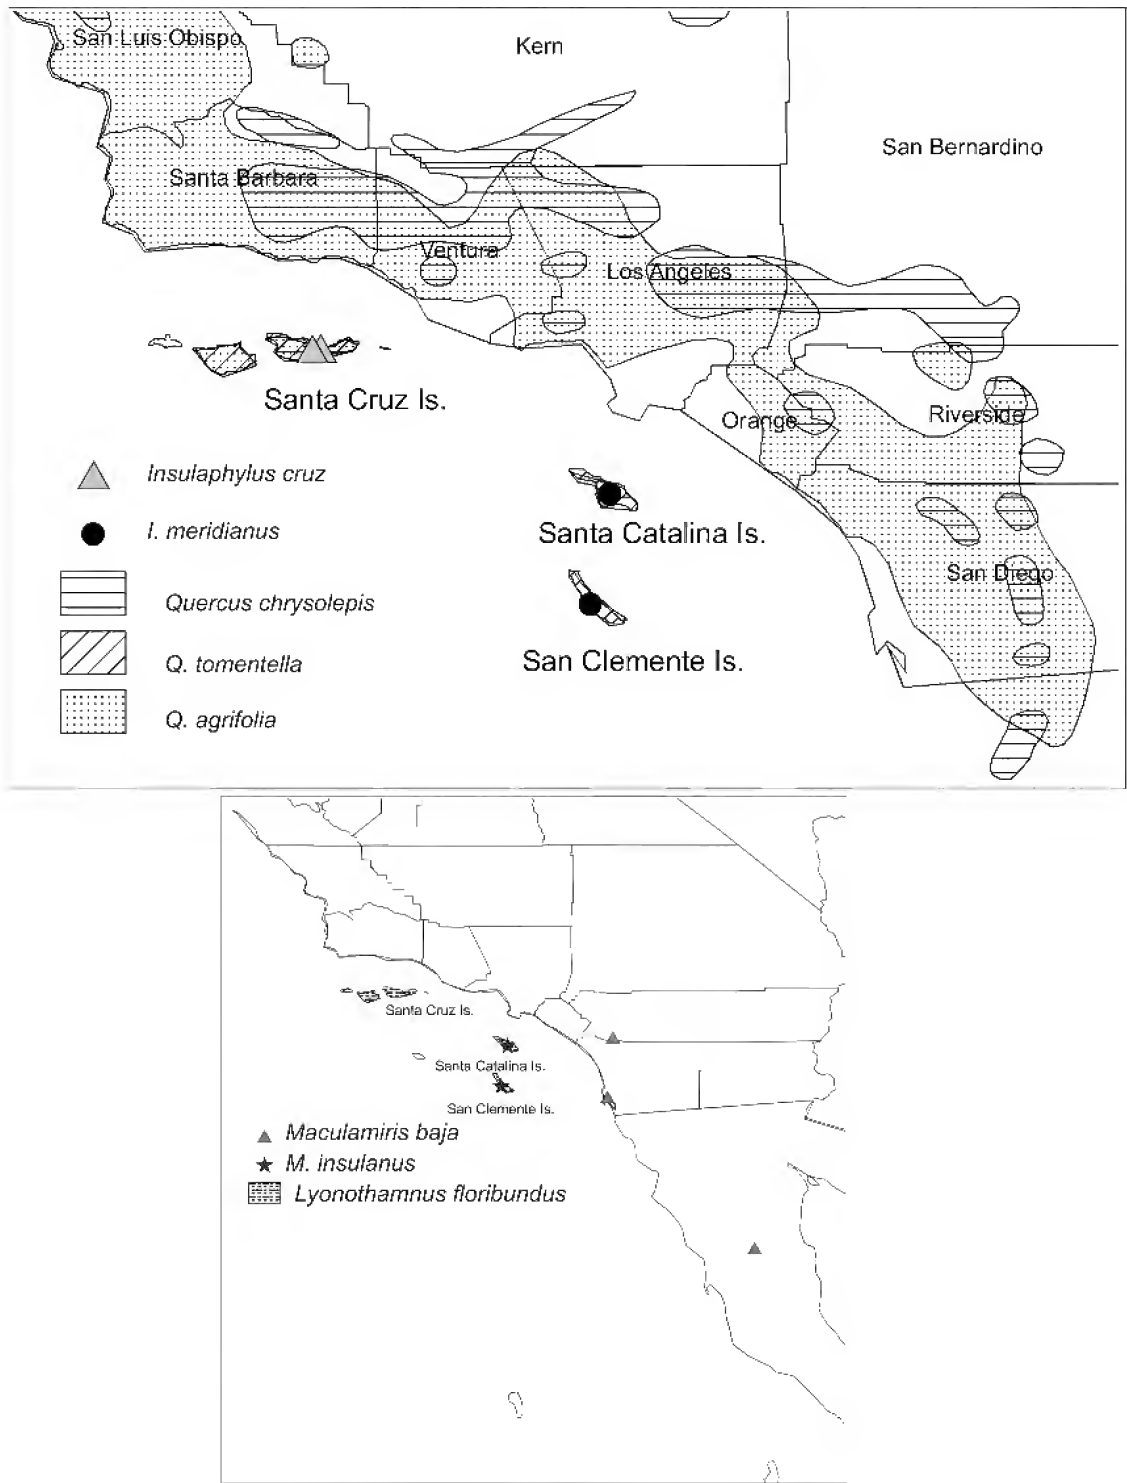 San Luis Obispo
Kern
San Bernardino
Santa Barbara
Ventura
Los Angeles
Santa Cruz Is.
Riverside
Orange
Insulaphylus cruz
I. meridianus
Santa Catalina Is.
San Diego
Quercus chrysolepis
San Clemente Is.
Q. tomentella
Q. agrifolia
Santa Cruz Is.
Santa Catalina Is.
San Clemente Is.
Maculamiris baja
M. insulanus
Lyonothamnus floribundus